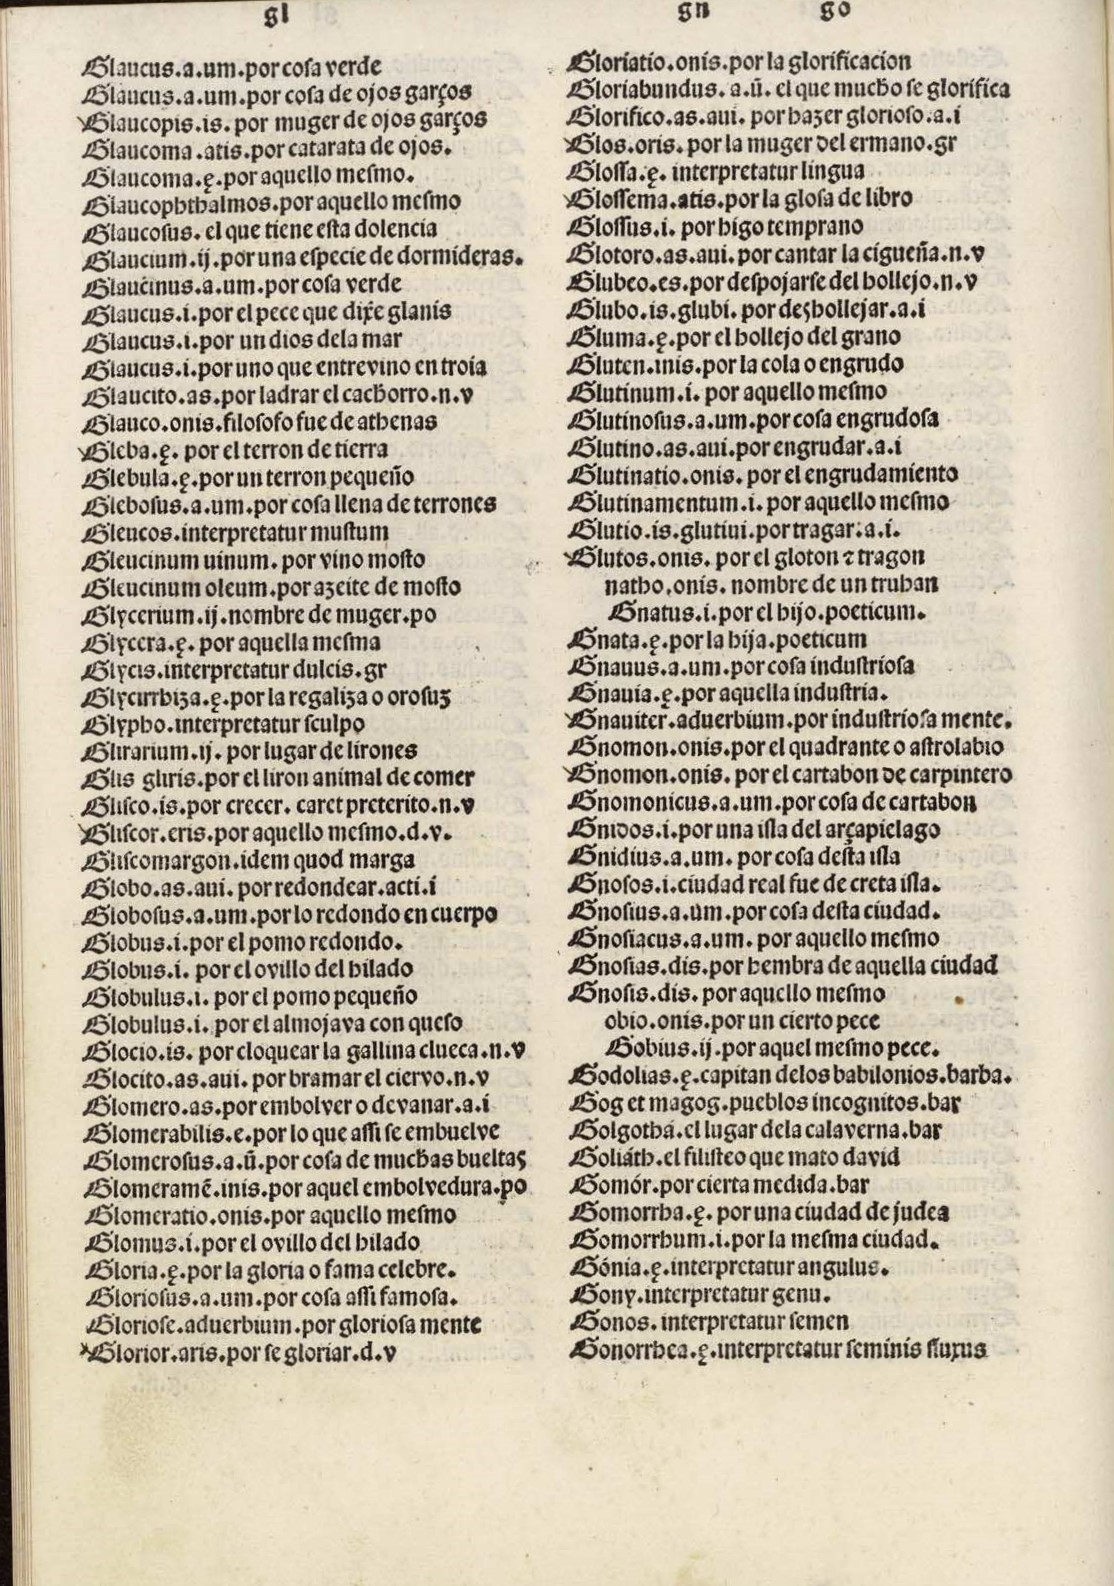 gl
Glaucus.a.um.por cosa verde
Glaucus.a.um.por cosa de ojos garços
Glaucopis.is. por muger de ojos garços
Glaucoma.atis.por catarata de ojos.
Glaucoma.ę.por aquello mesmo.
Glaucophthalmos.por aquello mesmo
Glaucosus. el que tiene esta dolencia
Glaucium.ij.por una especie de dormideras.
Glaucinus.a.um.por cosa verde
Glaucus.i.por el pece que dixe glanis
Glaucus.i.por un dios dela mar
Glaucus.i.por uno que entrevino en troia
Glaucito.as.por ladrar el cachorro.n.v
Glauco.onis.filosofo fue de athenas
Gleba.ę. por el terron de tierra
Glebula.ę.por un terron pequeño
Glebosus.a.um.por cosa llena de terrones
Gleucos.interpretatur mustum
Gleucinum uinum. por vino mosto
Gleucinum oleum.por azeite de mosto
Glycerium.ij.nombre de muger.po
Glycera.ę. por aquella mesma
Glycis.interpretatur dulcis.gr
Glycirrhiza.ę.por la regaliza o orosuz
Glypho.interpretatur sculpo
Glirarium.ij. por lugar de lirones
Glis gliris.por el liron animal de comer
Glisco.is.por crecer. caret preterito.n.v
Gliscor.eris.por aquello mesmo.d.v.
Gliscomargon.idem quod marga
Globo.as.aui. por redondear.acti.i
Globosus.a.um.por lo redondo en cuerpo
Globus.i.por el pomo redondo.
Globus.i. por el ovillo del hilado
Globulus.i. por el pomo pequeño
Globulus.i. por el almojava con queso
Glocio.is. por cloquear la gallina clueca.n.v
Glocito.as.aui. por bramar el ciervo.n.v
Glomero.as.por embolver o devanar.a.i
Glomerabilis.e.por lo que assi se embuelve
Glomerosus.a.ũ.por cosa de muchas bueltas
Glomeramē.inis.por aquel embolvedura.po
Glomeratio.onis.por aquello mesmo
Glomus.i.por el ovillo del hilado
Gloria.ę.por la gloria o fama celebre.
Gloriosus.a.um.por cosa assi famosa.
Gloriose.aduerbium.por gloriosa mente
Glorior.aris.por se gloriar.d.v
gn go
Gloriatio.onis.por la glorificacion
Gloriabundus. a.ũ. el que mucho se glorifica
Glorifico.as.aui. por hazer glorioso.a.i
Glos.oris. por la muger del ermano.gr
Glossa.ę. interpretatur lingua
Glossema.atis.por la glosa de libro
Glossus.i. por higo temprano
Glotoro.as.aui. por cantar la cigueña.n.v
Glubeo.es.por despojarse del hollejo.n.v
Glubo.is.glubi. por deshollejar.a.i
Gluma.ę.por el hollejo del grano
Gluten.inis.por la cola o engrudo
Glutinum.i. por aquello mesmo
Glutinosus.a.um.por cosa engrudosa
Glutino.as.aui.por engrudar.a.i
Glutinatio.onis. por el engrudamiento
Glutinamentum.i. por aquello mesmo
Glutio.is.glutiui.por tragar.a.i.
Glutos.onis. por el gloton ⁊ tragon
natho.onis. nombre de un truhan
Gnatus.i.por el hijo.poeticum.
Gnata.ę.por la hija.poeticum
Gnauus.a.um.por cosa industriosa
Gnauia.ę.por aquella industria.
Gnauiter.aduerbium.por industriosa mente.
Gnomon.onis.por el quadrante o astrolabio
Gnomon.onis. por el cartabon de carpintero
Gnomonicus.a.um.por cosa de cartabon
Gnidos.i.por una isla del arçapielago
Gnidius.a.um. por cosa desta isla
Gnosos.i.ciudad real fue de creta isla.
Gnosius.a.um.por cosa desta ciudad.
Gnosiacus.a.um. por aquello mesmo
Gnosias.dis.por hembra de aquella ciudad
Gnosis.dis. por aquello mesmo
obio.onis.por un cierto pece
Gobius.ij.por aquel mesmo pece.
Godolias.ę.capitan delos babilonios.barba.
Gog et magog.pueblos incognitos.bar
Golgotha.el lugar dela calaverna.bar
Goliáth.el filisteo que mato david
Gomór.por cierta medida.bar
Gomorrha.ę. por una ciudad de judea
Gomorrhum.i.por la mesma ciudad.
Gónia.ę.interpretatur angulus.
Gony.interpretatur genu.
Gonos. interpretatur semen
Gonorrhea.ę.interpretatur seminis fluxus